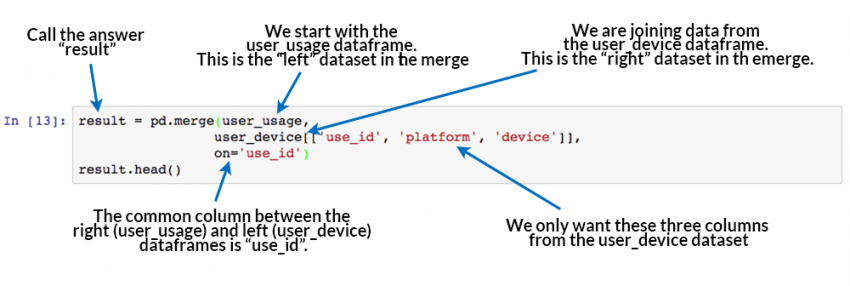 Call the answer
“result”
We start with the
user_usage dataframe.
This is the “left” dataset in the merge
We are joining data from
the user_device dataframe.
This is the “right” dataset in th emerge.
In [13]: result = pd.merge(user_usage,
user_device[['use_id', 'platform', 'device']],
on='use_id')
result.head()
The common column between the
right (user_usage) and left (user_device)
dataframes is “use_id”.
We only want these three columns
from the user_device dataset